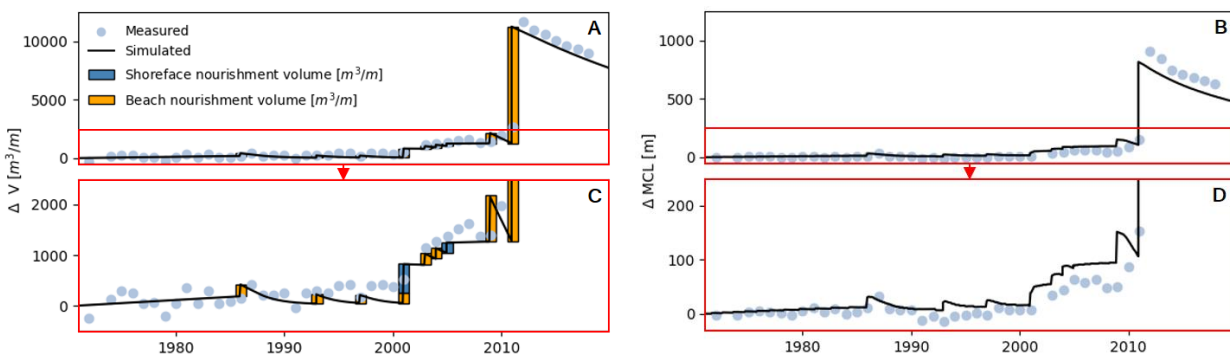 A
Measured
Simulated
Shoreface nourishment volume [m³/m]
Beach nourishment volume [m³/m]
10000
5000
0
Δ V [m³/m]
B
1000
500
0
Δ MCL [m]
C
2000
1000
0
1980
1990
2000
2010
D
200
100
0
1980
1990
2000
2010